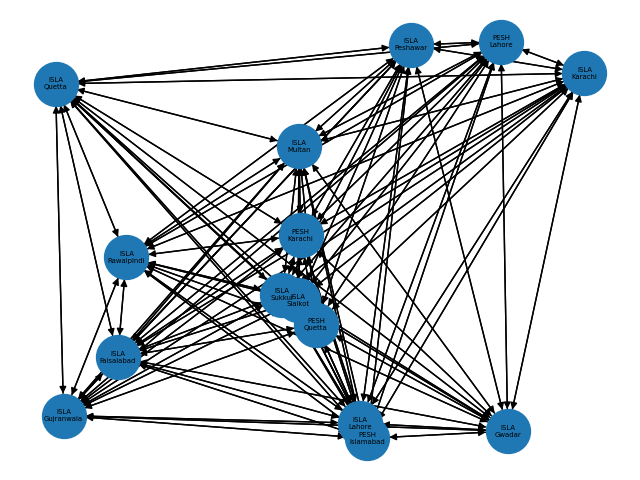 ISLA
Peshawar
PESH
Lahore
ISLA
Karachi
ISLA
Quetta
ISLA
Multan
PESH
Karachi
ISLA
Rawalpindi
ISLA
Sukkur
ISLA
Sialkot
PESH
Quetta
ISLA
Faisalabad
ISLA
Gujranwala
ISLA
Lahore
PESH
Islamabad
ISLA
Gwadar